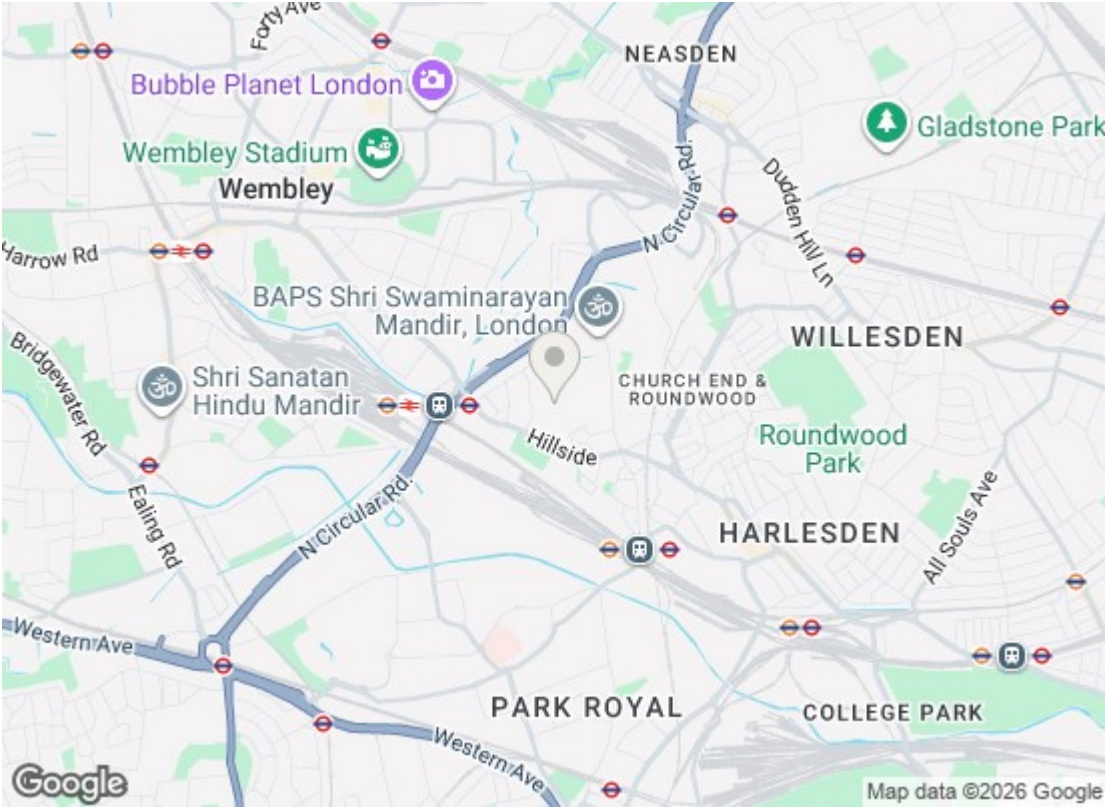 Forty Ave
NEASDEN
Bubble Planet London
Gladstone Park
Wembley Stadium
Wembley
N Circular Rd.
Dudden Hill Ln
Harrow Rd
BAPS Shri Swaminarayan
Mandir, London
WILLESDEN
Bridgewater Rd
Shri Sanatan
Hindu Mandir
CHURCH END &
ROUNDWOOD
Hillside
Roundwood
Park
Ealing Rd
N Circular Rd.
HARLESDEN
All Souls Ave
Western Ave
PARK ROYAL
COLLEGE PARK
Western Ave
Google
Map data ©2026 Google